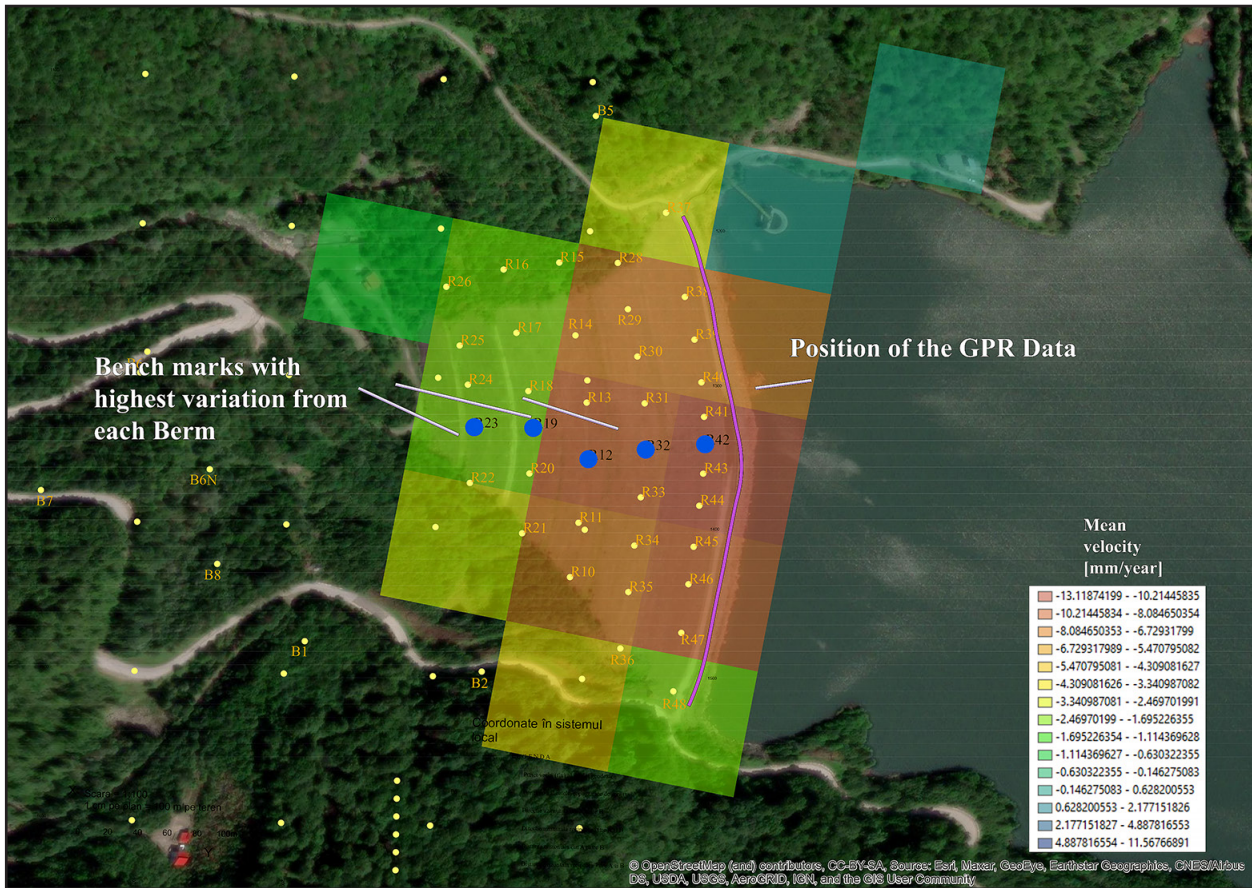 B5
R28
R15
R16
R26
R38
R29
R14
R17
R25
R30
Position of the GPR Data
Bench marks with
highest variation from
each Berm
R24
R18
R13
R31
R40
R41
R19
R12
R32
R42
R20
R22
R43
B6N
B7
R33
R44
R11
R21
R34
R45
Mean
velocity
[mm/year]
B8
R10
R35
R46
-13.11874199 - -10.21445835
-10.21445834 - -8.084650354
-8.084650353 - -6.72931799
-6.729317989 - -5.470795082
-5.470795081 - -4.309081627
-4.309081626 - -3.340987082
-3.340987081 - -2.469701991
-2.46970199 - -1.695226355
-1.695226354 - -1.114369628
-1.114369627 - -0.630322355
-0.630322355 - -0.146275083
-0.146275083 - 0.628200553
0.628200553 - 2.177151826
2.177151827 - 4.887816553
4.887816554 - 11.56766891
B1
R47
R36
B2
R48
Coordonate în sistemul
local
20 40 60 80
© OpenStreetMap (and) contributors, CC-BY-SA, Source: Esri, Maxar, GeoEye, Earthstar Geographics, CNES/Airbus
DS, USDA, USGS, AeroGRID, IGN, and the GIS User Community